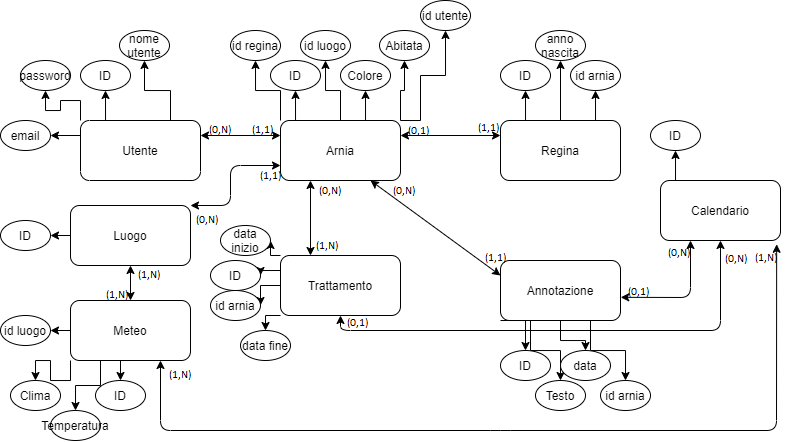 id utente
nome
utente
id regina
id luogo
Abitata
anno
nascita
password
ID
ID
Colore
ID
id arnia
email
Utente
(0,N)
(1,1)
Arnia
(0,1)
(1,1)
Regina
ID
(1,1)
(0,N)
(0,N)
Calendario
ID
Luogo
(0,N)
data
inizio
(1,N)
(1,1)
(0,N)
(0,N)
(1,N)
(1,N)
ID
Trattamento
Annotazione
(0,1)
(1,N)
id arnia
id luogo
Meteo
(0,1)
data fine
(1,N)
ID
data
Clima
ID
Testo
id arnia
Temperatura